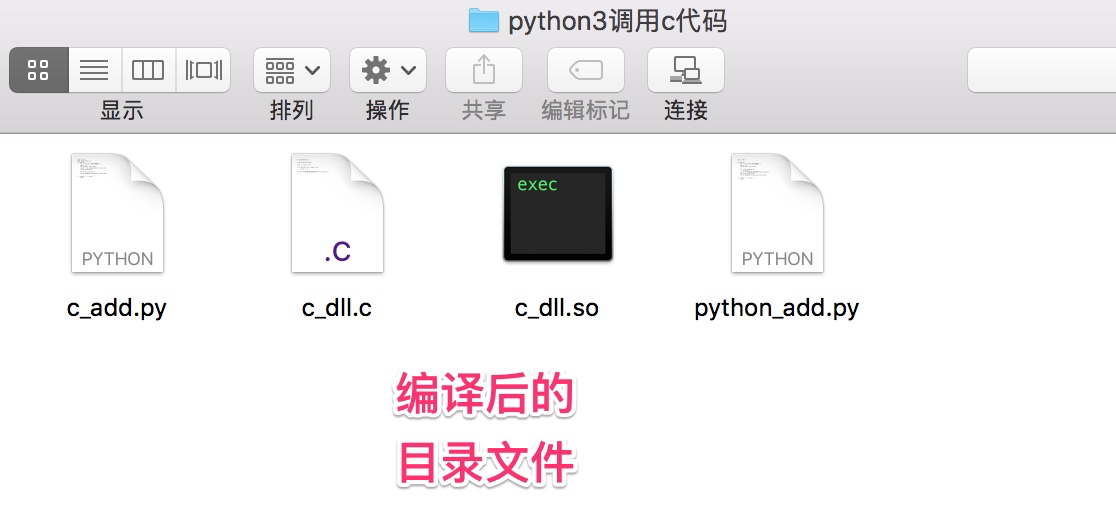 python3调用c代码
显示
排列
操作
共享
编辑标记
连接
PYTHON
.C
exec
PYTHON
c_add.py
c_dll.c
c_dll.so
python_add.py
编译后的
目录文件